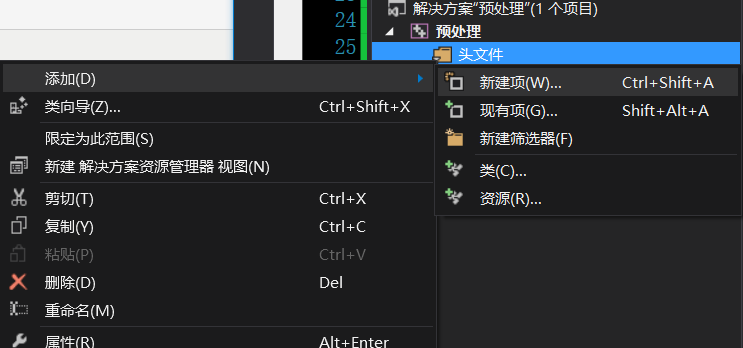 24
25
解决方案"预处理"(1 个项目)
预处理
头文件
添加(D)
类向导(Z)... Ctrl+Shift+X
限定为此范围(S)
新建 解决方案资源管理器 视图(N)
剪切(T) Ctrl+X
复制(Y) Ctrl+C
粘贴(P) Ctrl+V
删除(D) Del
重命名(M)
属性(R) Alt+Enter
新建项(W)... Ctrl+Shift+A
现有项(G)... Shift+Alt+A
新建筛选器(F)
类(C)...
资源(R)...